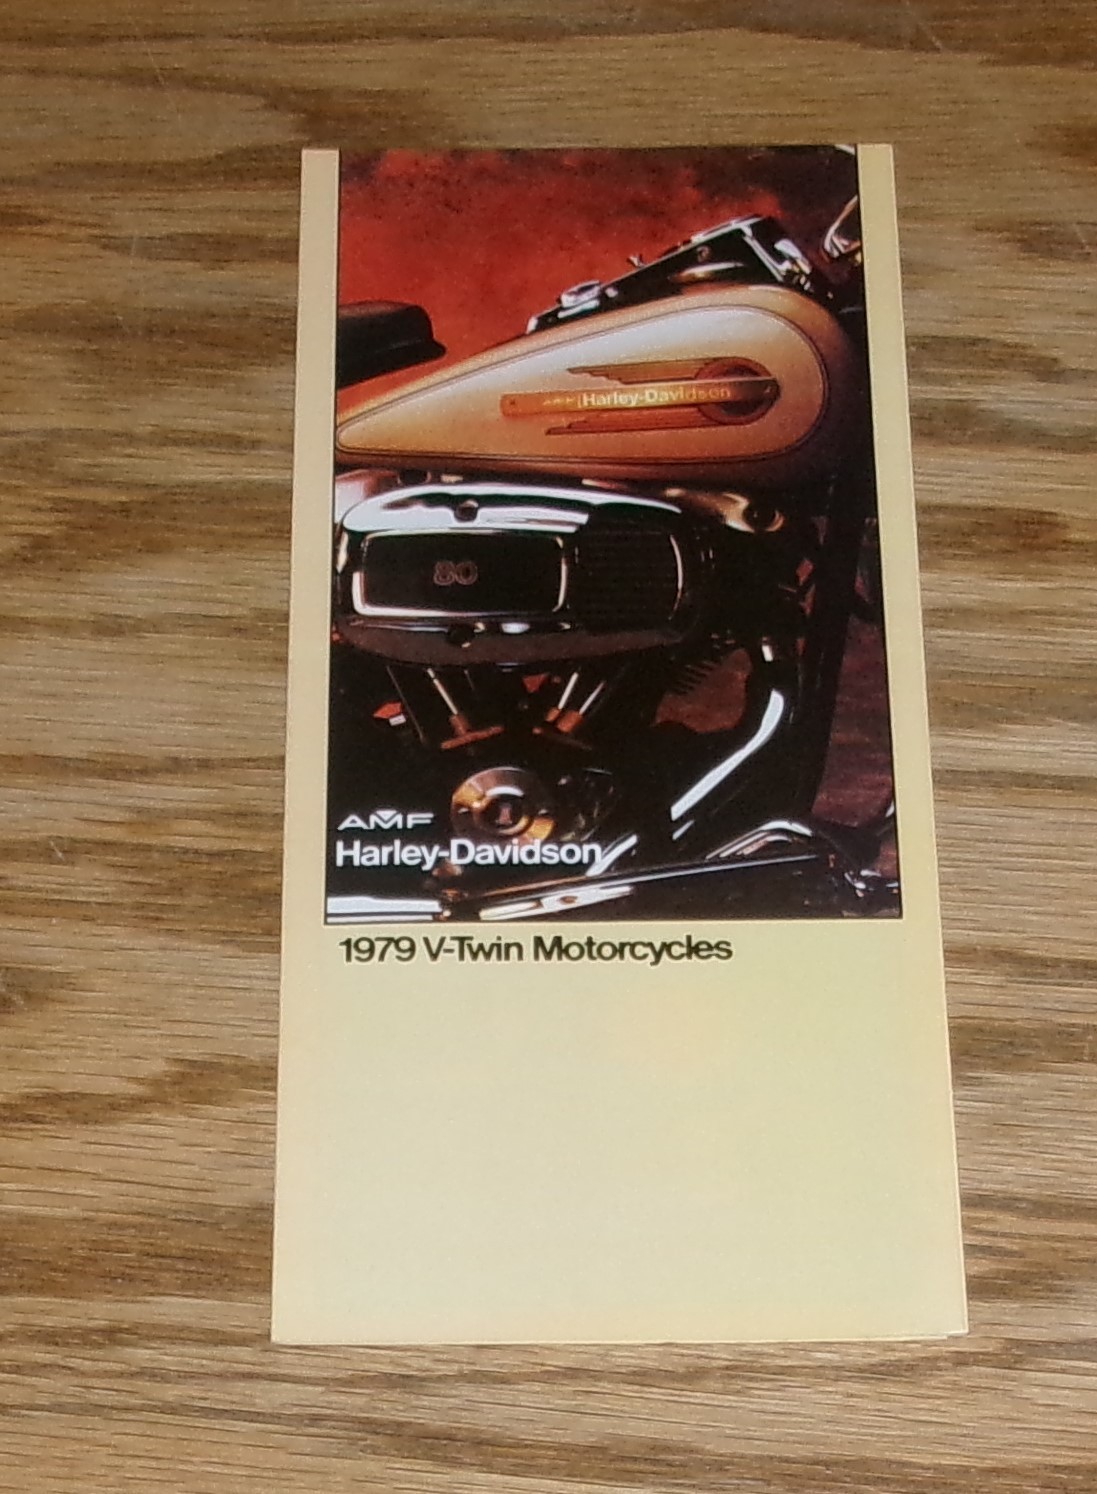 AMF Harley-Davidson
80
AMF
Harley-Davidson
1979 V-Twin Motorcycles